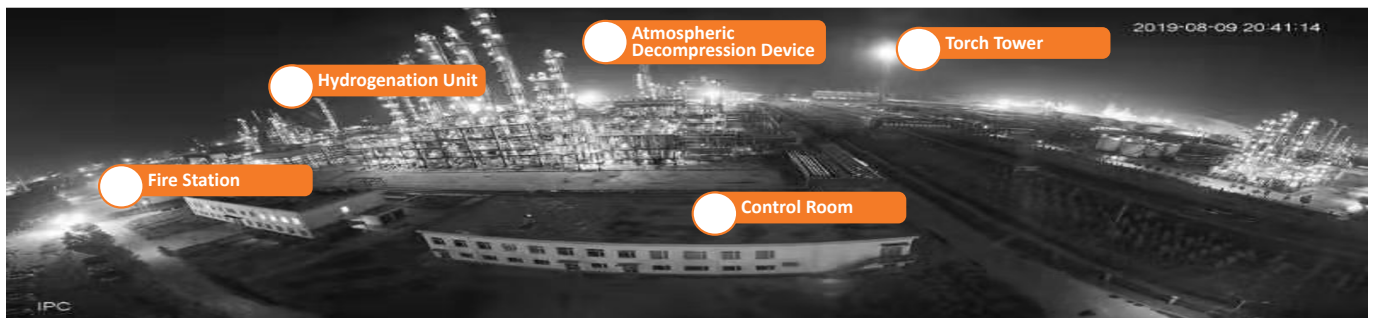 Atmospheric
Decompression Device
Torch Tower
2019-08-09 20:41:14
Hydrogenation Unit
Fire Station
Control Room
IPC